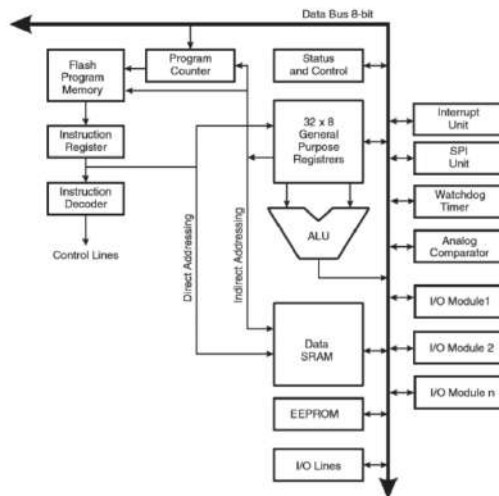 Data Bus 8-bit
Flash
Program
Memory
Program
Counter
Status
and Control
Instruction
Register
32 x 8
General
Purpose
Registrers
Interrupt
Unit
SPI
Unit
Instruction
Decoder
Watchdog
Timer
Control Lines
Direct Addressing
Indirect Addressing
ALU
Analog
Comparator
I/O Module1
Data
SRAM
I/O Module 2
I/O Module n
EEPROM
I/O Lines